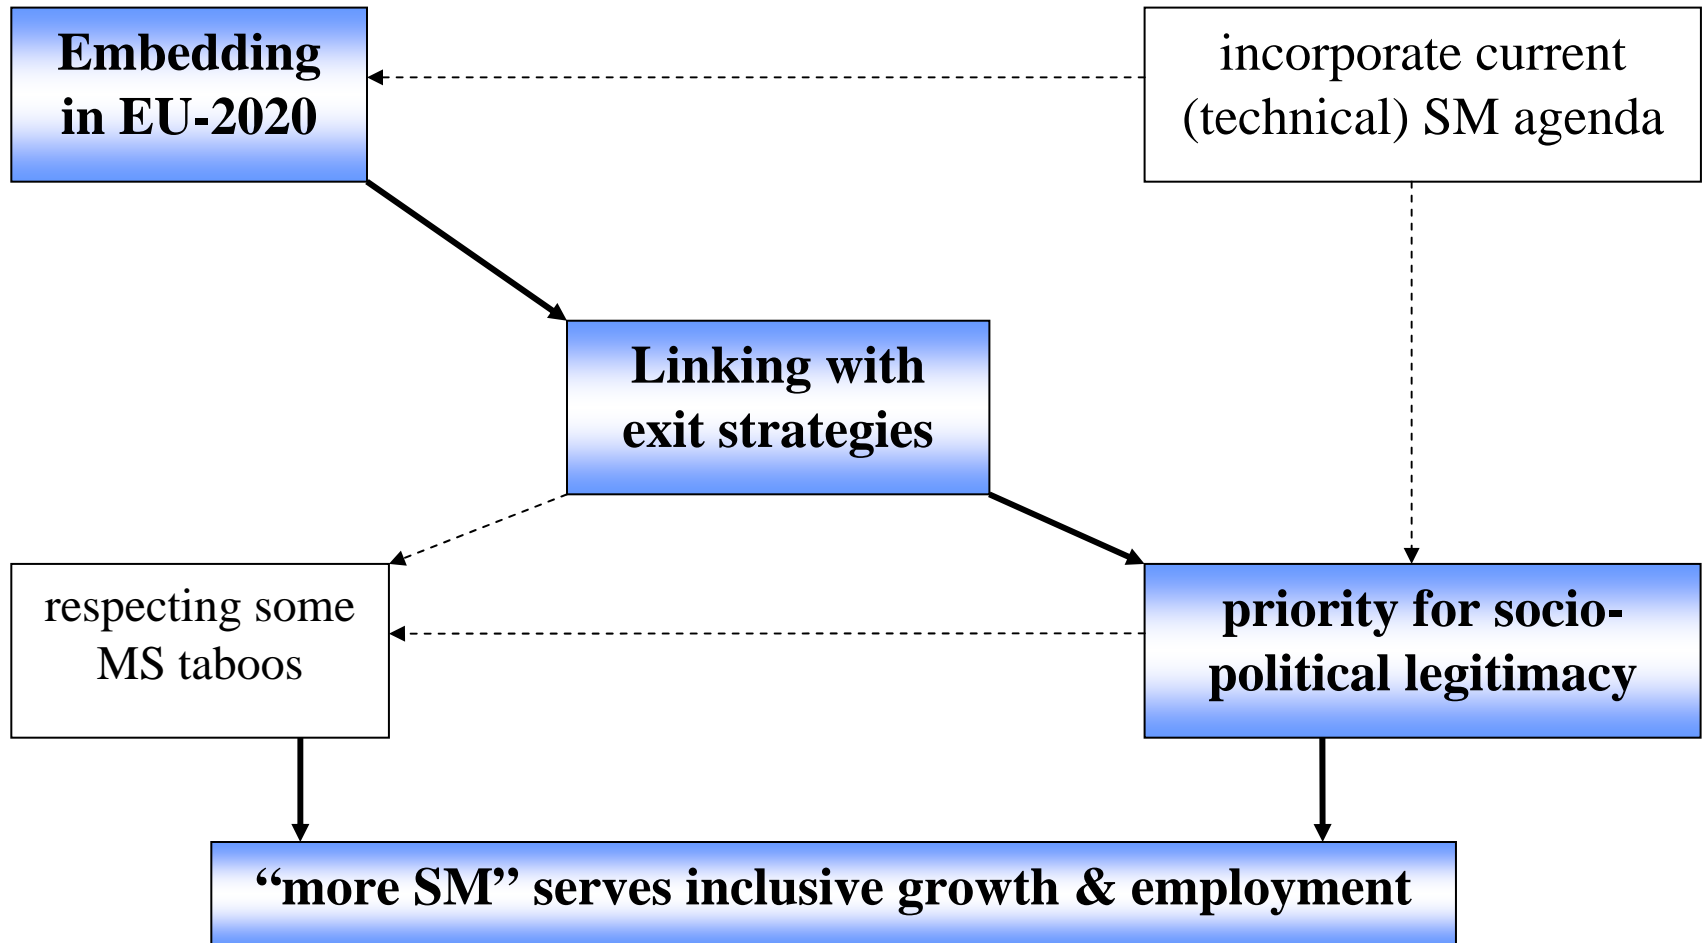 Embedding
in EU-2020
incorporate current
(technical) SM agenda
Linking with
exit strategies
respecting some
MS taboos
priority for socio-
political legitimacy
“more SM” serves inclusive growth & employment